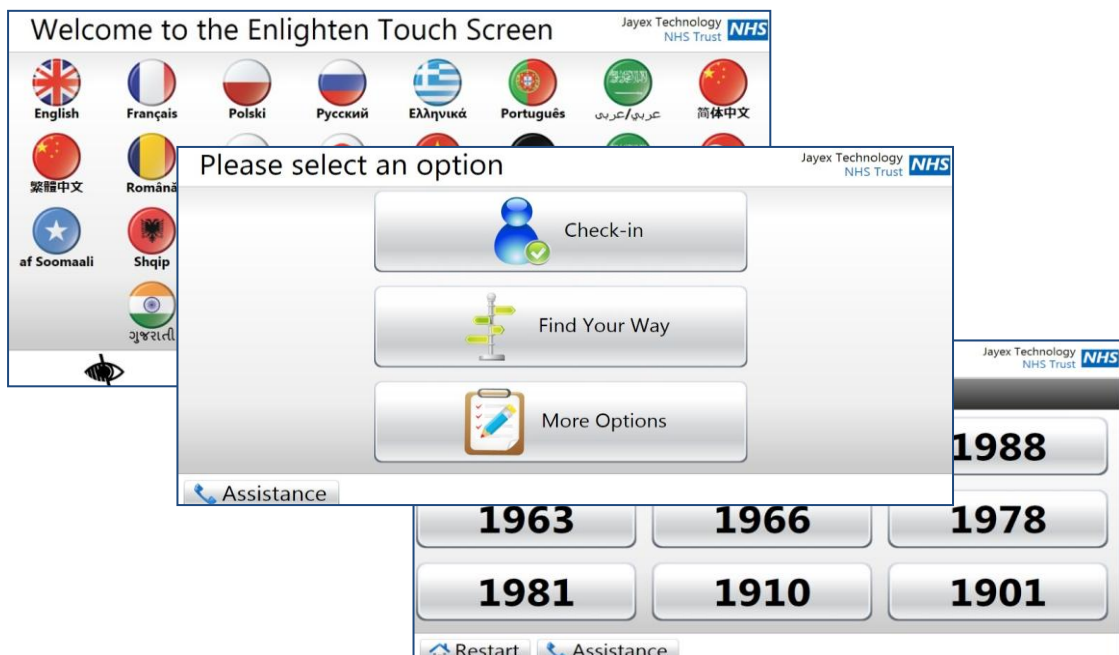 Welcome to the Enlighten Touch Screen
Jayex Technology
NHS Trust
NHS
English
Français
Polski
Русский
Ελληνικά
Português
عربي/عربى
简体中文
繁體中文
Română
af Soomaali
Shqip
ગુજરાતી
Please select an option
Jayex Technology
NHS Trust
NHS
Check-in
Find Your Way
More Options
Assistance
Jayex Technology
NHS Trust
NHS
1988
1963
1966
1978
1981
1910
1901
Restart
Assistance